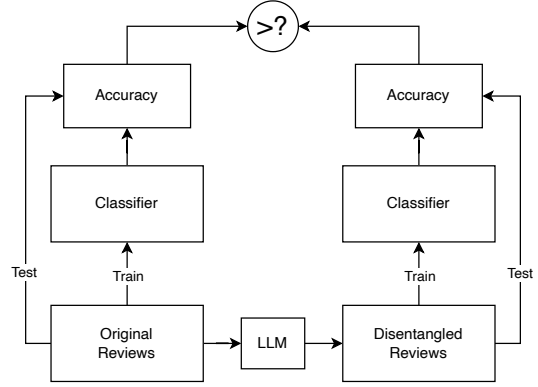 >?
Accuracy
Accuracy
Classifier
Classifier
Test
Train
Train
Test
Original
Reviews
LLM
Disentangled
Reviews